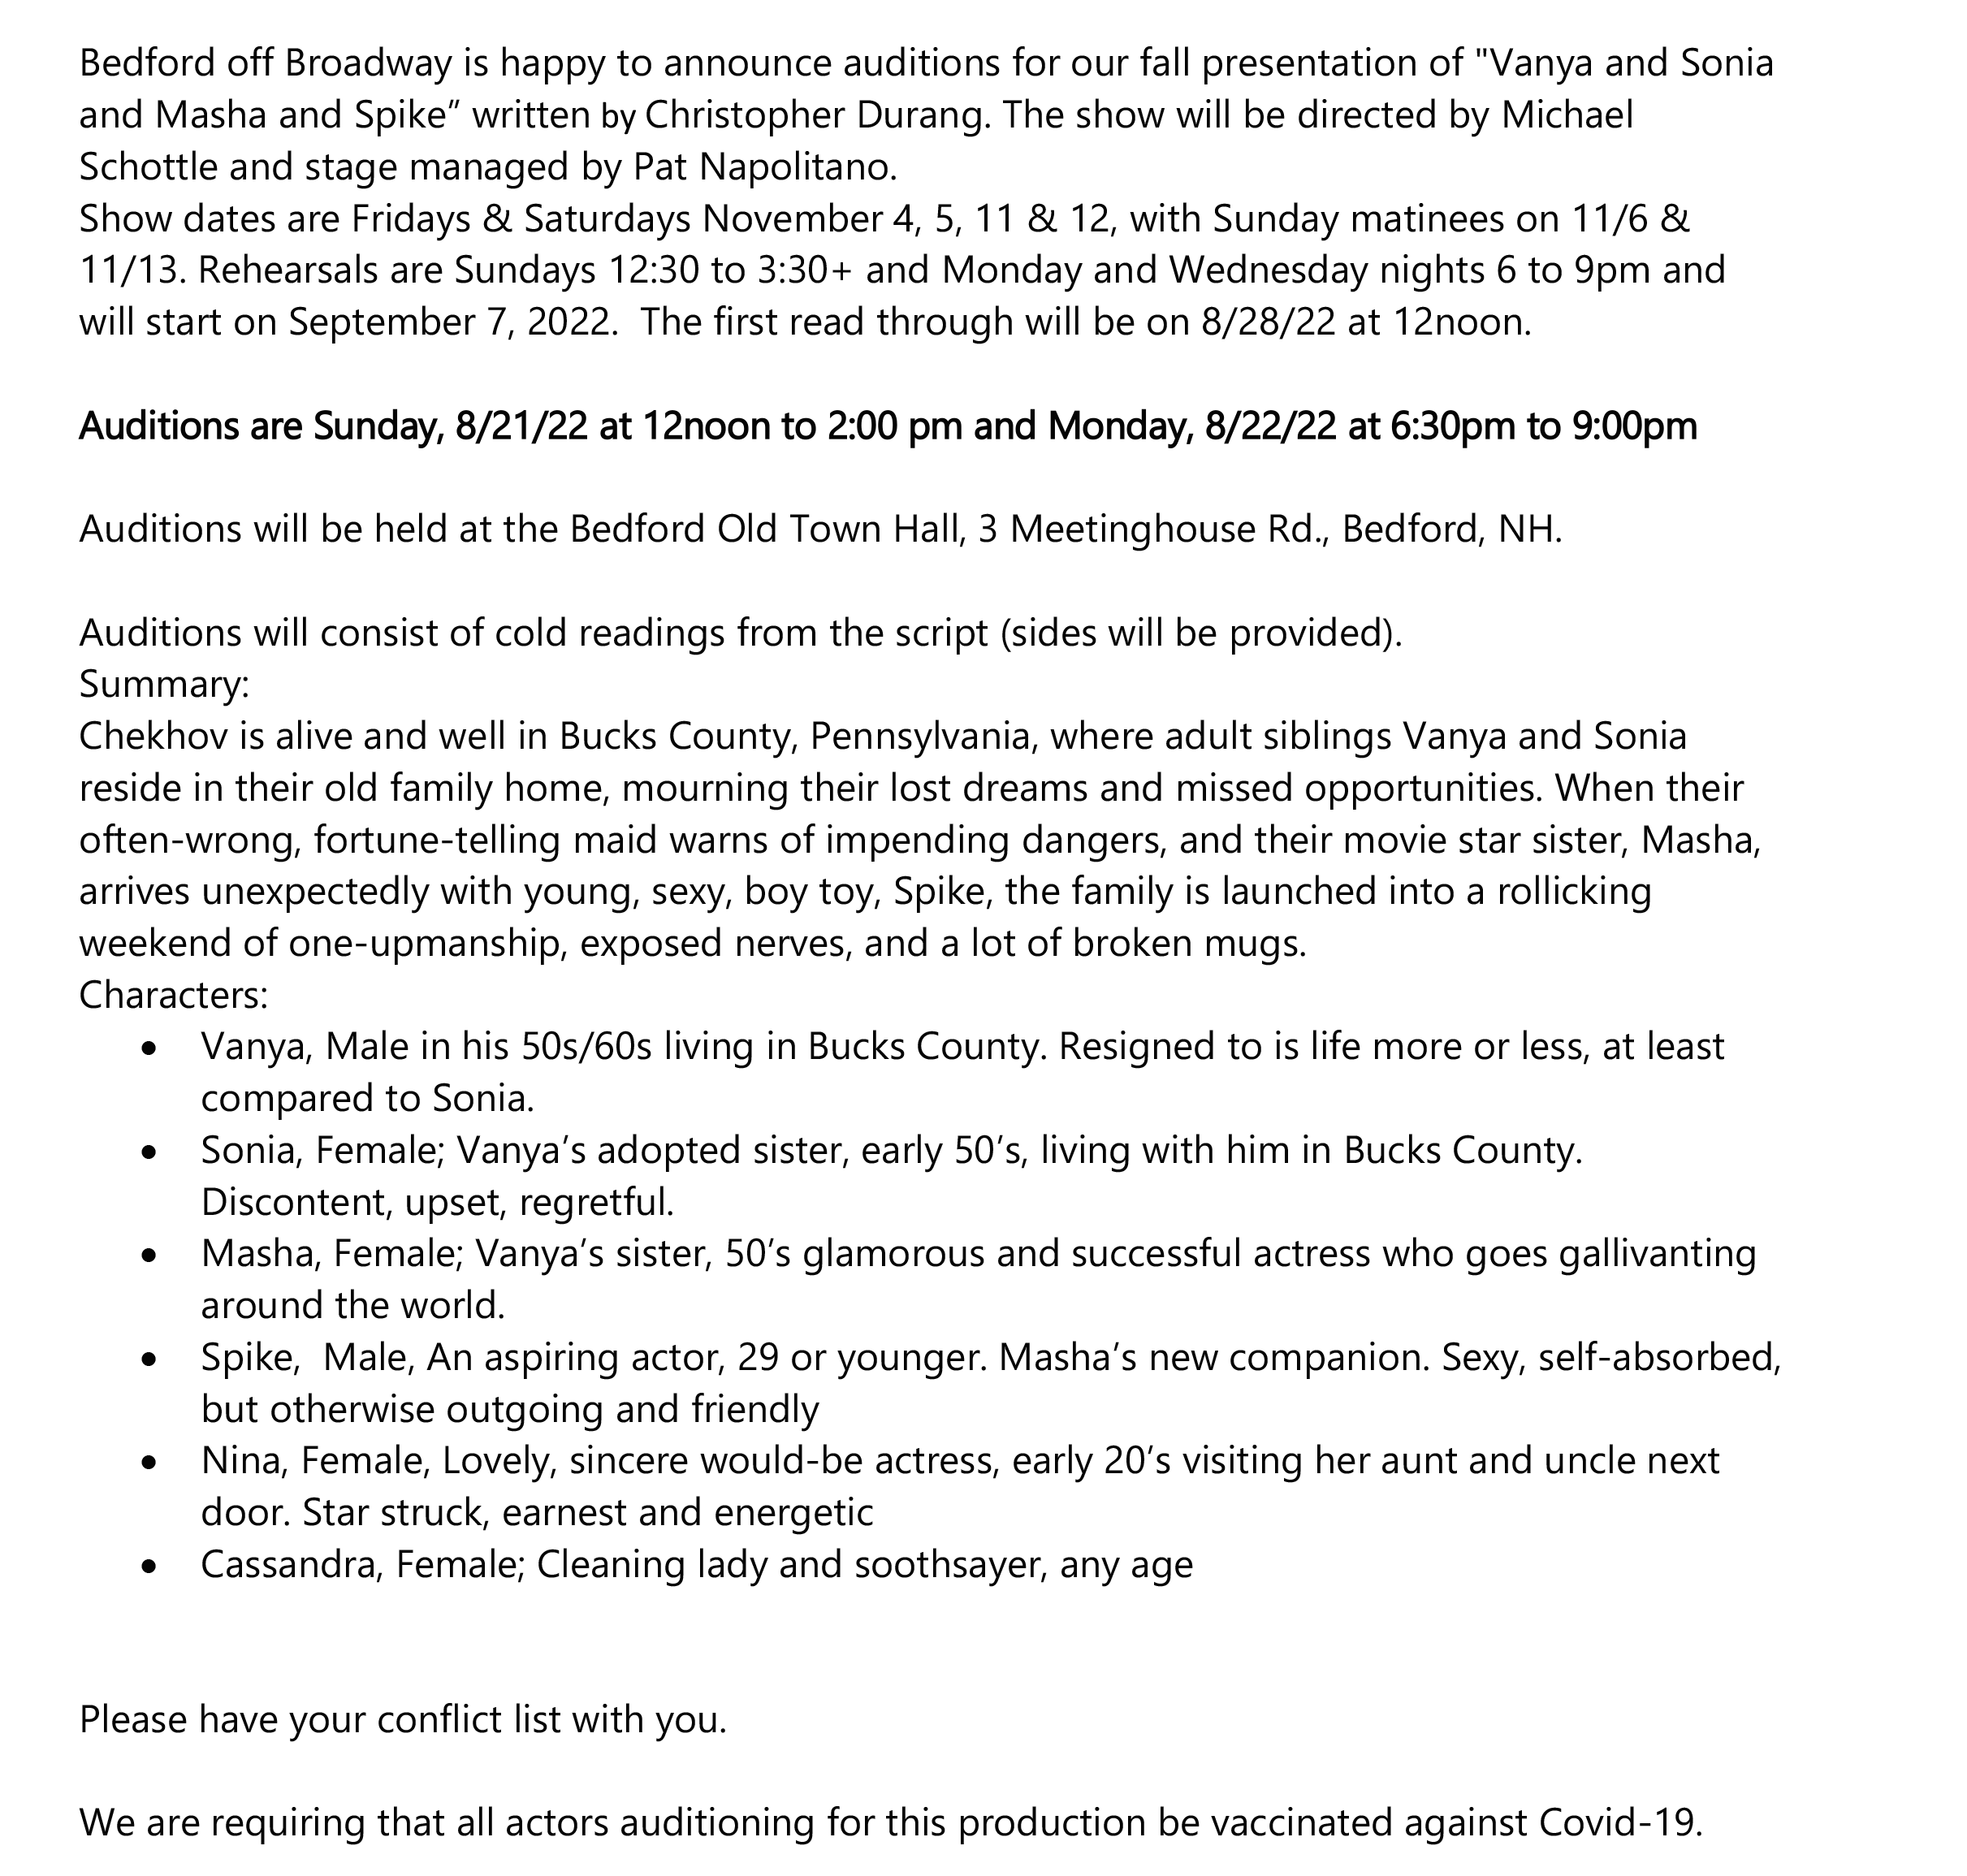 Bedford off Broadway is happy to announce auditions for our fall presentation of "Vanya and Sonia
and Masha and Spike” written by Christopher Durang. The show will be directed by Michael
Schottle and stage managed by Pat Napolitano.
Show dates are Fridays & Saturdays November 4, 5, 11 & 12, with Sunday matinees on 11/6 &
11/13. Rehearsals are Sundays 12:30 to 3:30+ and Monday and Wednesday nights 6 to 9pm and
will start on September 7, 2022.  The first read through will be on 8/28/22 at 12noon.
Auditions are Sunday, 8/21/22 at 12noon to 2:00 pm and Monday, 8/22/22 at 6:30pm to 9:00pm
Auditions will be held at the Bedford Old Town Hall, 3 Meetinghouse Rd., Bedford, NH.
Auditions will consist of cold readings from the script (sides will be provided).
Summary:
Chekhov is alive and well in Bucks County, Pennsylvania, where adult siblings Vanya and Sonia
reside in their old family home, mourning their lost dreams and missed opportunities. When their
often-wrong, fortune-telling maid warns of impending dangers, and their movie star sister, Masha,
arrives unexpectedly with young, sexy, boy toy, Spike, the family is launched into a rollicking
weekend of one-upmanship, exposed nerves, and a lot of broken mugs.
Characters:
• Vanya, Male in his 50s/60s living in Bucks County. Resigned to is life more or less, at least
compared to Sonia.
• Sonia, Female; Vanya’s adopted sister, early 50’s, living with him in Bucks County.
Discontent, upset, regretful.
• Masha, Female; Vanya’s sister, 50’s glamorous and successful actress who goes gallivanting
around the world.
• Spike,  Male, An aspiring actor, 29 or younger. Masha’s new companion. Sexy, self-absorbed,
but otherwise outgoing and friendly
• Nina, Female, Lovely, sincere would-be actress, early 20’s visiting her aunt and uncle next
door. Star struck, earnest and energetic
• Cassandra, Female; Cleaning lady and soothsayer, any age
Please have your conflict list with you.
We are requiring that all actors auditioning for this production be vaccinated against Covid-19.